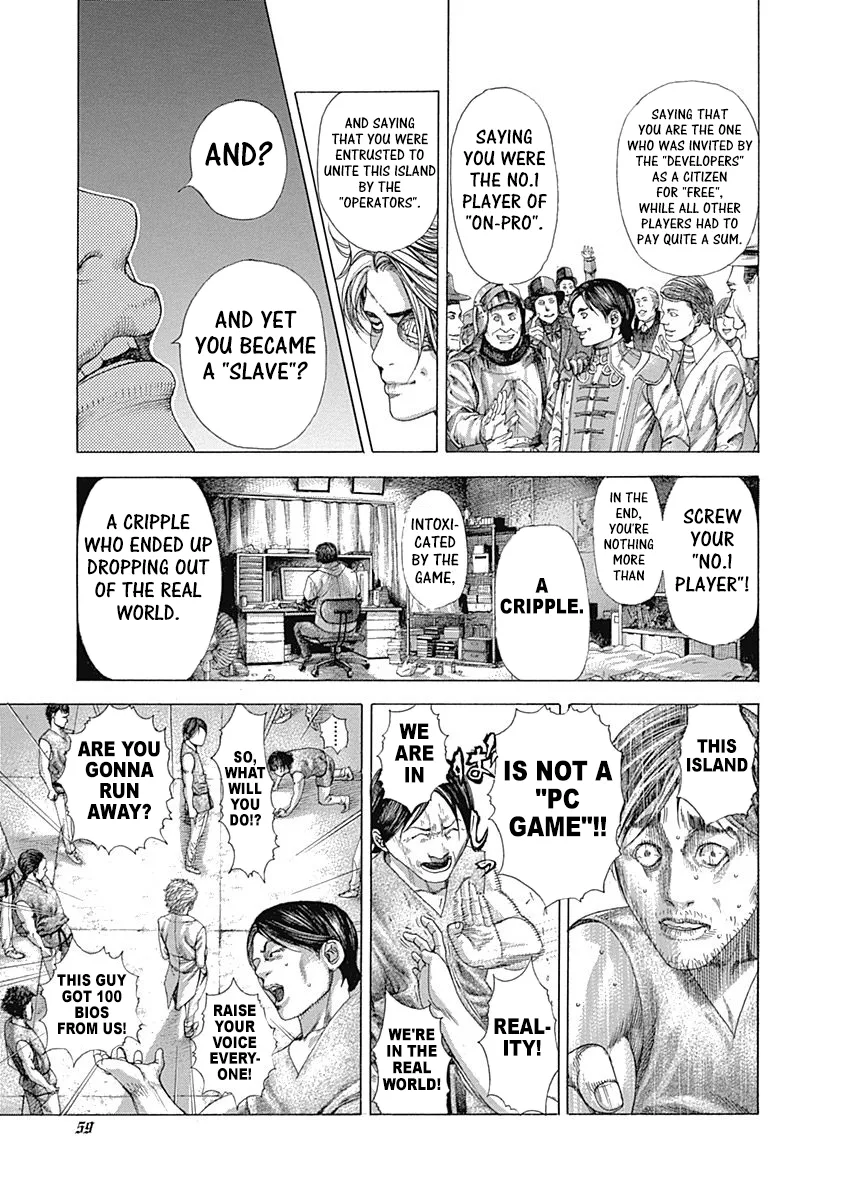 SAYING THAT
YOU ARE THE ONE
WHO WAS INVITED BY
THE "DEVELOPERS"
AS A CITIZEN
FOR "FREE",
WHILE ALL OTHER
PLAYERS HAD TO
PAY QUITE A SUM.
SAYING
YOU WERE
THE NO.1
PLAYER OF
"ON-PRO".
AND SAYING
THAT YOU WERE
ENTRUSTED TO
UNITE THIS ISLAND
BY THE
"OPERATORS".
AND?
AND YET
YOU BECAME
A "SLAVE"?
SCREW
YOUR
"NO.1
PLAYER"!
IN THE
END,
YOU'RE
NOTHING
MORE
THAN
A
CRIPPLE.
INTOXI-
CATED
BY THE
GAME,
A CRIPPLE
WHO ENDED UP
DROPPING OUT
OF THE REAL
WORLD.
THIS
ISLAND
IS NOT A
"PC
GAME"!!
WE
ARE
IN
REAL-
ITY!
WE'RE
IN THE
REAL
WORLD!
......
SO,
WHAT
WILL
YOU
DO!?
ARE YOU
GONNA
RUN
AWAY?
RAISE
YOUR
VOICE
EVERY-
ONE!
THIS GUY
GOT 100
BIOS
FROM US!
59